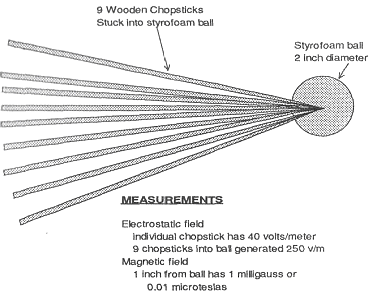 9 Wooden Chopsticks
Stuck into styrofoam ball
Styrofoam ball
2 inch diameter
MEASUREMENTS
Electrostatic field
individual chopstick has 40 volts/meter
9 chopsticks into ball generated 250 v/m
Magnetic field
1 inch from ball has 1 milligauss or
0.01 microteslas